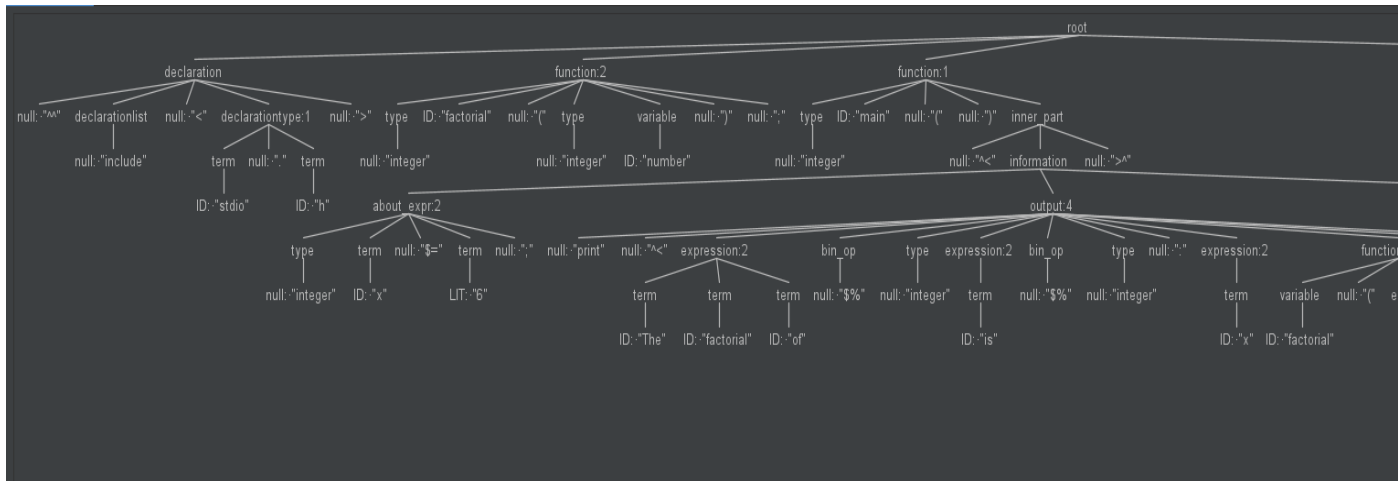 root
declaration function:2 function:1
null:·"^^" declarationlist null:·"<" declarationtype:1 null:·">" type ID:·"factorial" null:·"(" type variable null:·")" null:·";" type ID:·"main" null:·"(" null:·")" inner_part
null:·"include" term null:·"." term null:·"integer" null:·"integer" ID:·"number" null:·"integer" null:·"^<" information null:·">^"
ID:·"stdio" ID:·"h" about_expr:2 output:4
type term null:·"$=" term null:·";" null:·"print" null:·"^<" expression:2 bin_op type expression:2 bin_op type null:·":" expression:2 function
null:·"integer" ID:·"x" LIT:·"6" term term term null:·"$%" null:·"integer" term null:·"$%" null:·"integer" term variable null:·"(" e
ID:·"The" ID:·"factorial" ID:·"of" ID:·"is" ID:·"x" ID:·"factorial"